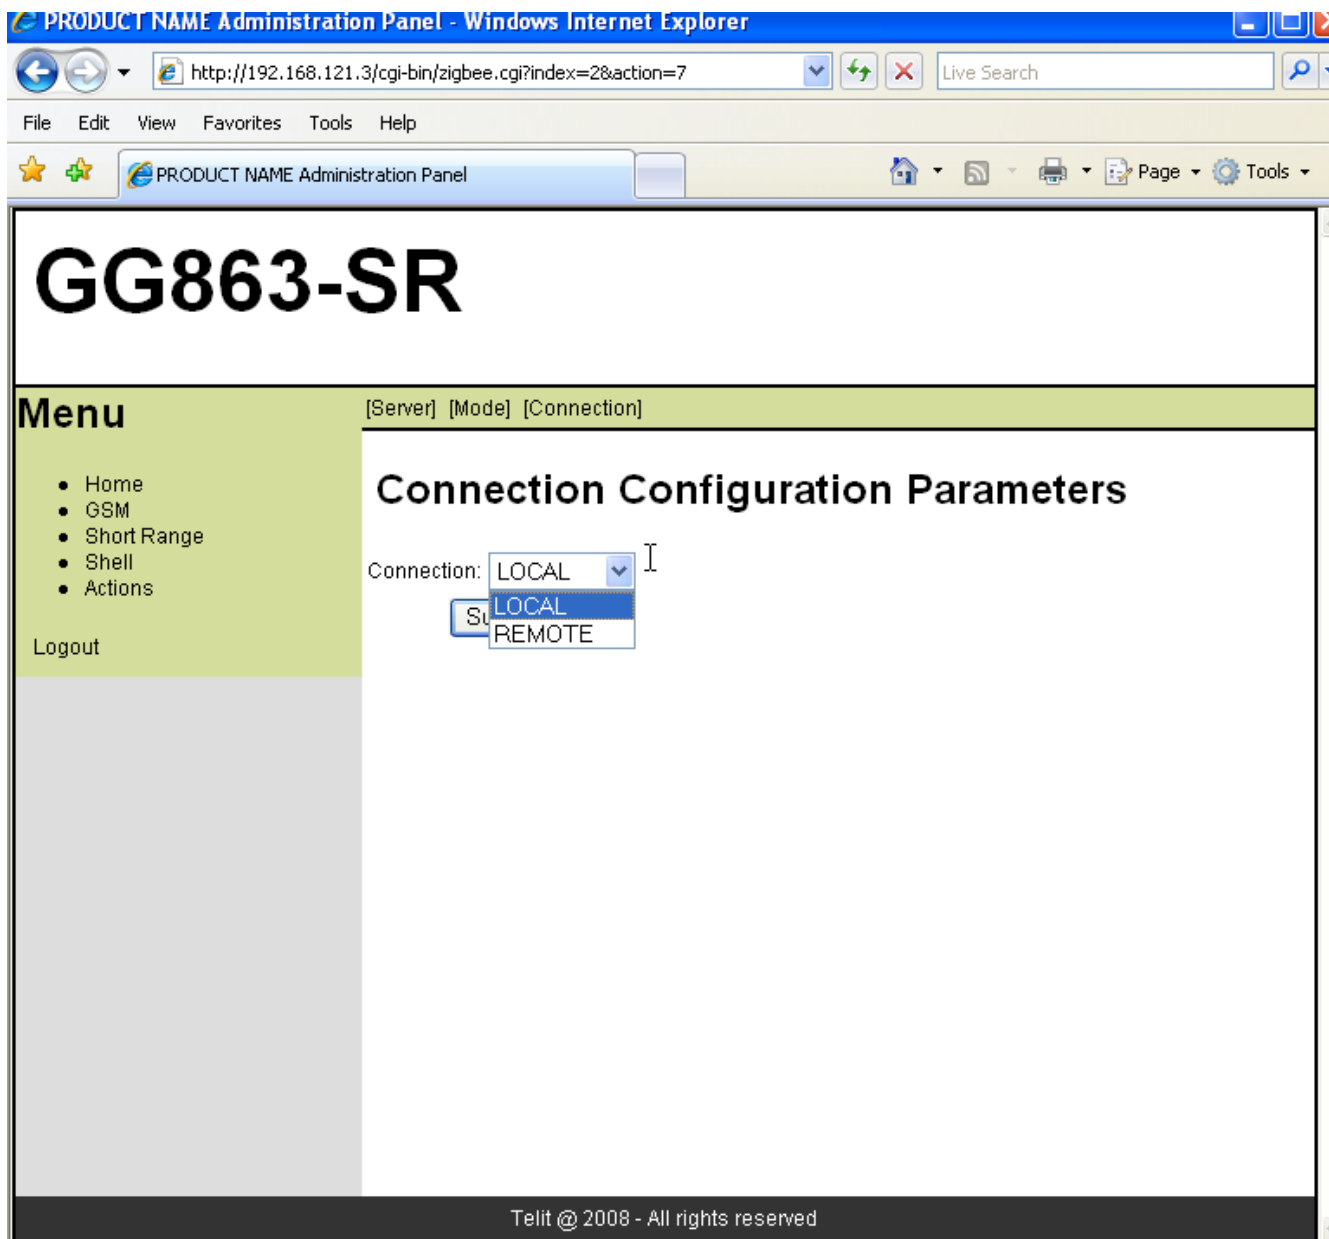 PRODUCT NAME Administration Panel - Windows Internet Explorer
http://192.168.121.3/cgi-bin/zigbee.cgi?index=2&action=7
Live Search
File Edit View Favorites Tools Help
PRODUCT NAME Administration Panel
Page Tools
GG863-SR
Menu
[Server] [Mode] [Connection]
Home
GSM
Short Range
Shell
Actions
Logout
Connection Configuration Parameters
Connection: LOCAL
LOCAL
REMOTE
Telit @ 2008 - All rights reserved